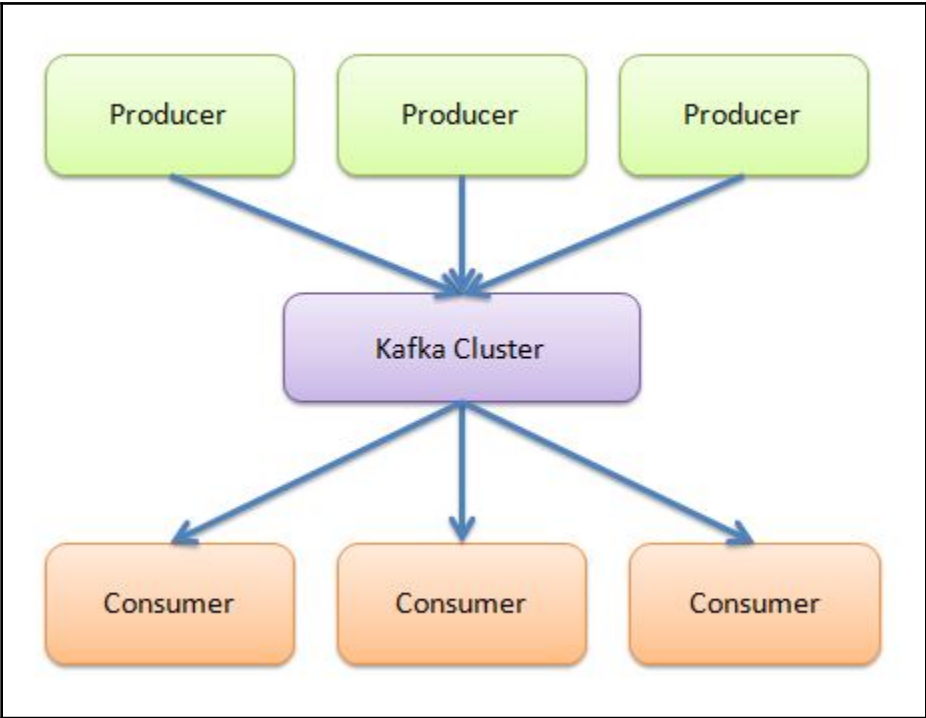 Producer
Producer
Producer
Kafka Cluster
Consumer
Consumer
Consumer